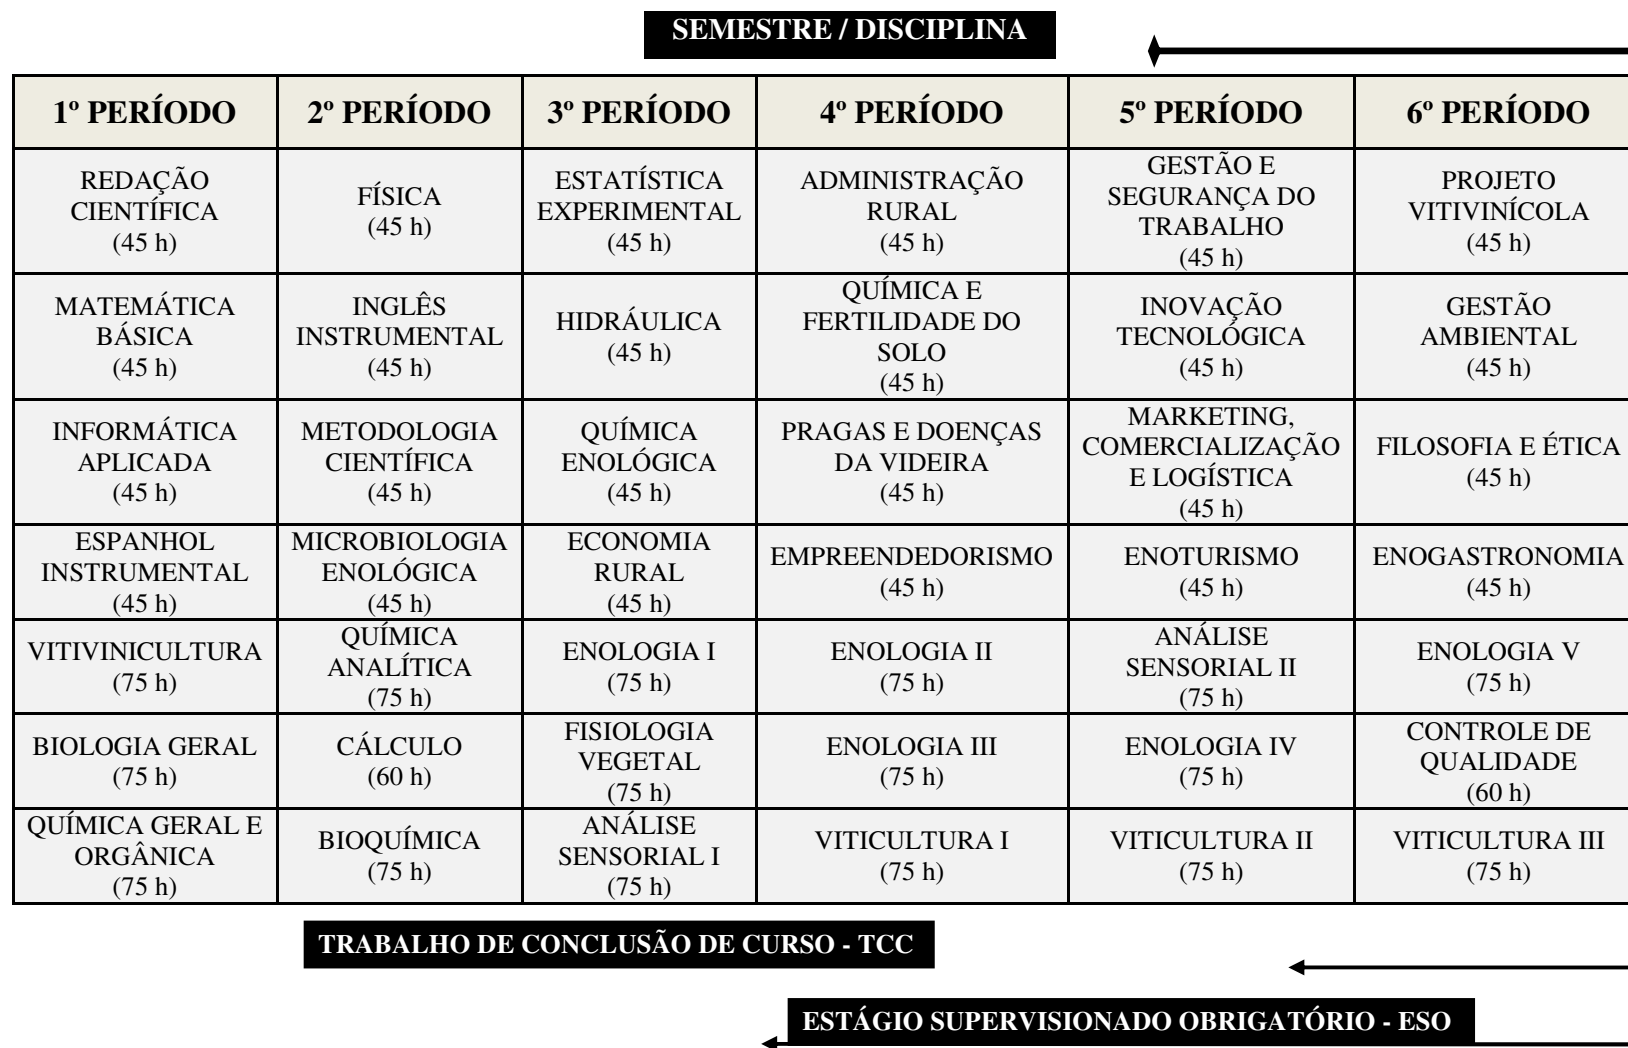 SEMESTRE / DISCIPLINA
1º PERÍODO
2º PERÍODO
3º PERÍODO
4º PERÍODO
5º PERÍODO
6º PERÍODO
REDAÇÃO
CIENTÍFICA
(45 h)
FÍSICA
(45 h)
ESTATÍSTICA
EXPERIMENTAL
(45 h)
ADMINISTRAÇÃO
RURAL
(45 h)
GESTÃO E
SEGURANÇA DO
TRABALHO
(45 h)
PROJETO
VITIVINÍCOLA
(45 h)
MATEMÁTICA
BÁSICA
(45 h)
INGLÊS
INSTRUMENTAL
(45 h)
HIDRÁULICA
(45 h)
QUÍMICA E
FERTILIDADE DO
SOLO
(45 h)
INOVAÇÃO
TECNOLÓGICA
(45 h)
GESTÃO
AMBIENTAL
(45 h)
INFORMÁTICA
APLICADA
(45 h)
METODOLOGIA
CIENTÍFICA
(45 h)
QUÍMICA
ENOLÓGICA
(45 h)
PRAGAS E DOENÇAS
DA VIDEIRA
(45 h)
MARKETING,
COMERCIALIZAÇÃO
E LOGÍSTICA
(45 h)
FILOSOFIA E ÉTICA
(45 h)
ESPANHOL
INSTRUMENTAL
(45 h)
MICROBIOLOGIA
ENOLÓGICA
(45 h)
ECONOMIA
RURAL
(45 h)
EMPREENDEDORISMO
(45 h)
ENOTURISMO
(45 h)
ENOGASTRONOMIA
(45 h)
VITIVINICULTURA
(75 h)
QUÍMICA
ANALÍTICA
(75 h)
ENOLOGIA I
(75 h)
ENOLOGIA II
(75 h)
ANÁLISE
SENSORIAL II
(75 h)
ENOLOGIA V
(75 h)
BIOLOGIA GERAL
(75 h)
CÁLCULO
(60 h)
FISIOLOGIA
VEGETAL
(75 h)
ENOLOGIA III
(75 h)
ENOLOGIA IV
(75 h)
CONTROLE DE
QUALIDADE
(60 h)
QUÍMICA GERAL E
ORGÂNICA
(75 h)
BIOQUÍMICA
(75 h)
ANÁLISE
SENSORIAL I
(75 h)
VITICULTURA I
(75 h)
VITICULTURA II
(75 h)
VITICULTURA III
(75 h)
TRABALHO DE CONCLUSÃO DE CURSO - TCC
ESTÁGIO SUPERVISIONADO OBRIGATÓRIO - ESO